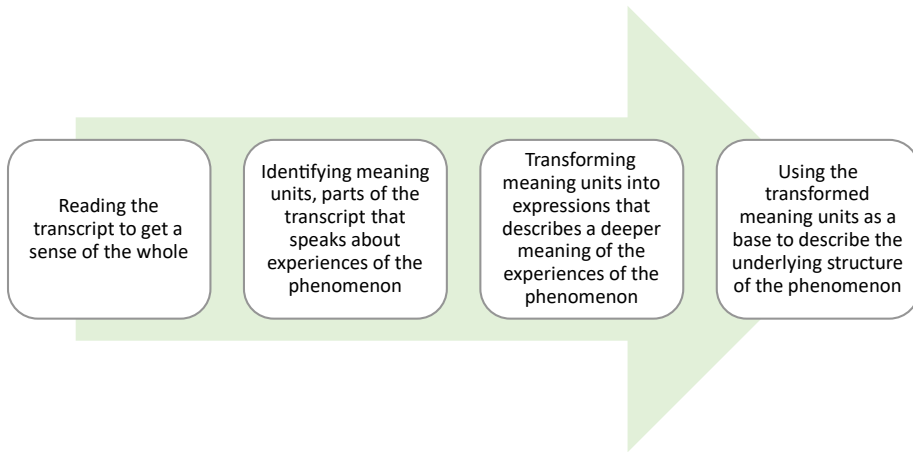 Reading the
transcript to get a
sense of the whole
Identifying meaning
units, parts of the
transcript that
speaks about
experiences of the
phenomenon
Transforming
meaning units into
expressions that
describes a deeper
meaning of the
experiences of the
phenomenon
Using the
transformed
meaning units as a
base to describe the
underlying structure
of the phenomenon